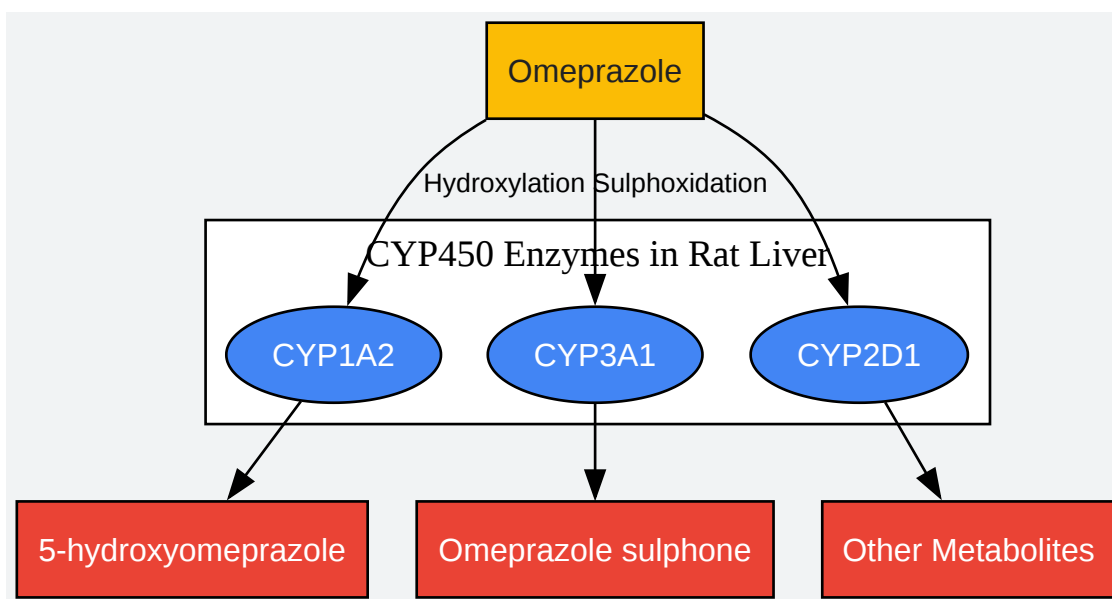 Omeprazole
Hydroxylation Sulphoxidation
CYP450 Enzymes in Rat Liver
CYP1A2 CYP3A1 CYP2D1
5-hydroxyomeprazole Omeprazole sulphone Other Metabolites